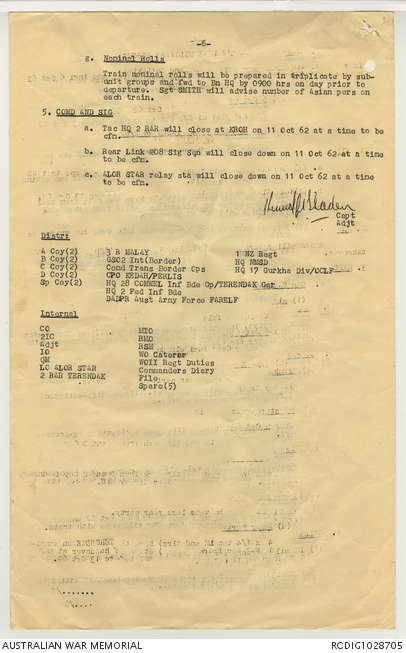 -6-
g. Nominal Rolls
Train nominal rolls will be prepared in triplicate by sub-
unit groups and fwd to Bn HQ by 0900 hrs on day prior to
departure. Sgt SMITH will advise number of Asian pers on
each train.
5. COMD AND SIG
a. Tac HQ 2 RAR will close at KROH on 11 Oct 62 at a time to be
cfn.
b. Rear Link 208 Sig Sqn will close down on 11 Oct 62 at a
time to be cfn.
c. ALOR STAR relay sta will close down on 11 Oct 62 at a time
to be cfn.
Capt
Adjt
Distr:
A Coy(2) 3 R MALAY 1 NZ Regt
B Coy(2) GSO2 Int(Border) HQ NMSD
C Coy(2) Comd Trans Border Ops HQ 17 Gurkha Div/OCLF
D Coy(2) CPO KEDAH/PERLIS
Sp Coy(2) HQ 28 COMWEL Inf Bde Gp/TERENDAK Gar
HQ 2 Fed Inf Bde
DADPR Aust Army Force FARELF
Internal
CO MTO
2IC RMO
Adjt RSM
IO WO Caterer
QM WOII Regt Duties
LO ALOR STAR Commanders Diary
2 RAR TERENDAK File
Spare(5)
AUSTRALIAN WAR MEMORIAL
RCDIG1028705